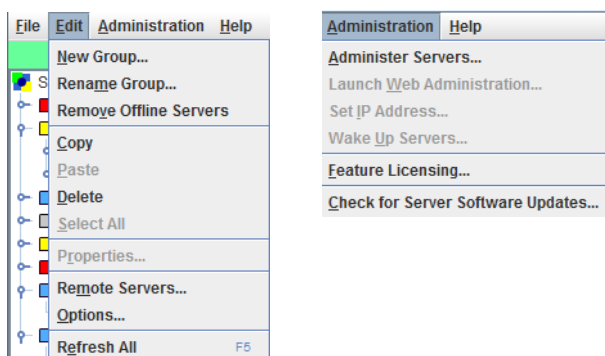 File Edit Administration Help
New Group...
S Rename Group...
Remove Offline Servers
Copy
Paste
Delete
Select All
Properties...
Remote Servers...
Options...
Refresh All F5
Administration Help
Administer Servers...
Launch Web Administration...
Set IP Address...
Wake Up Servers...
Feature Licensing...
Check for Server Software Updates...